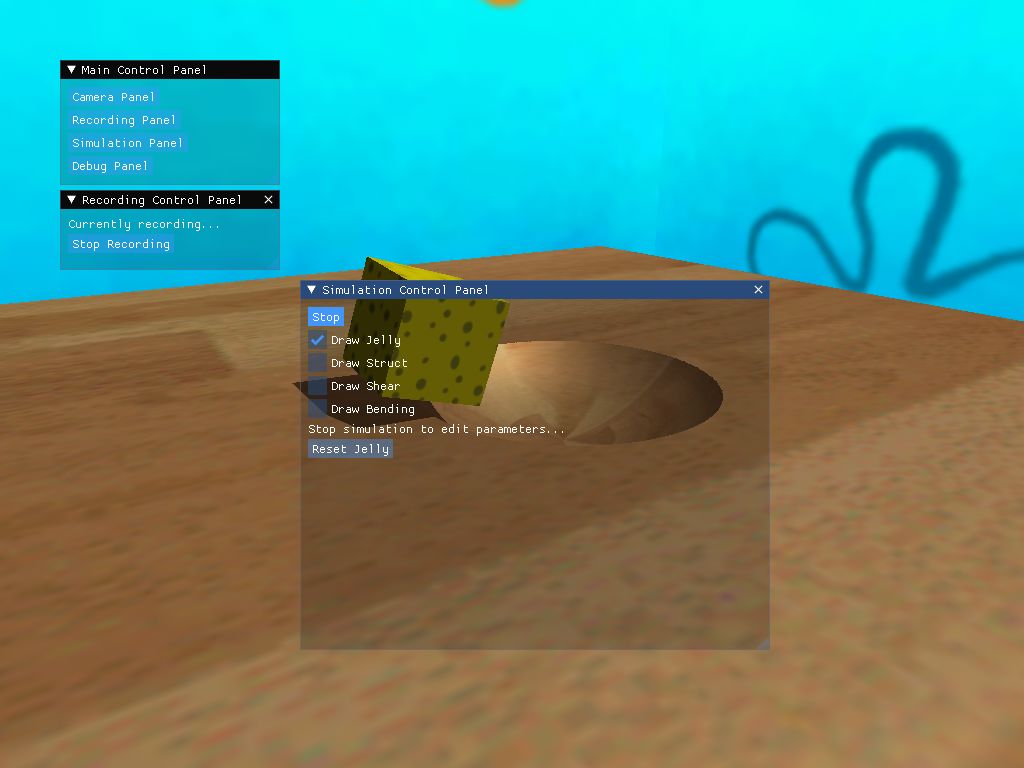 Main Control Panel
Camera Panel
Recording Panel
Simulation Panel
Debug Panel
Recording Control Panel
Currently recording...
Stop Recording
Simulation Control Panel
Stop
Draw Jelly
Draw Struct
Draw Shear
Draw Bending
Stop simulation to edit parameters...
Reset Jelly